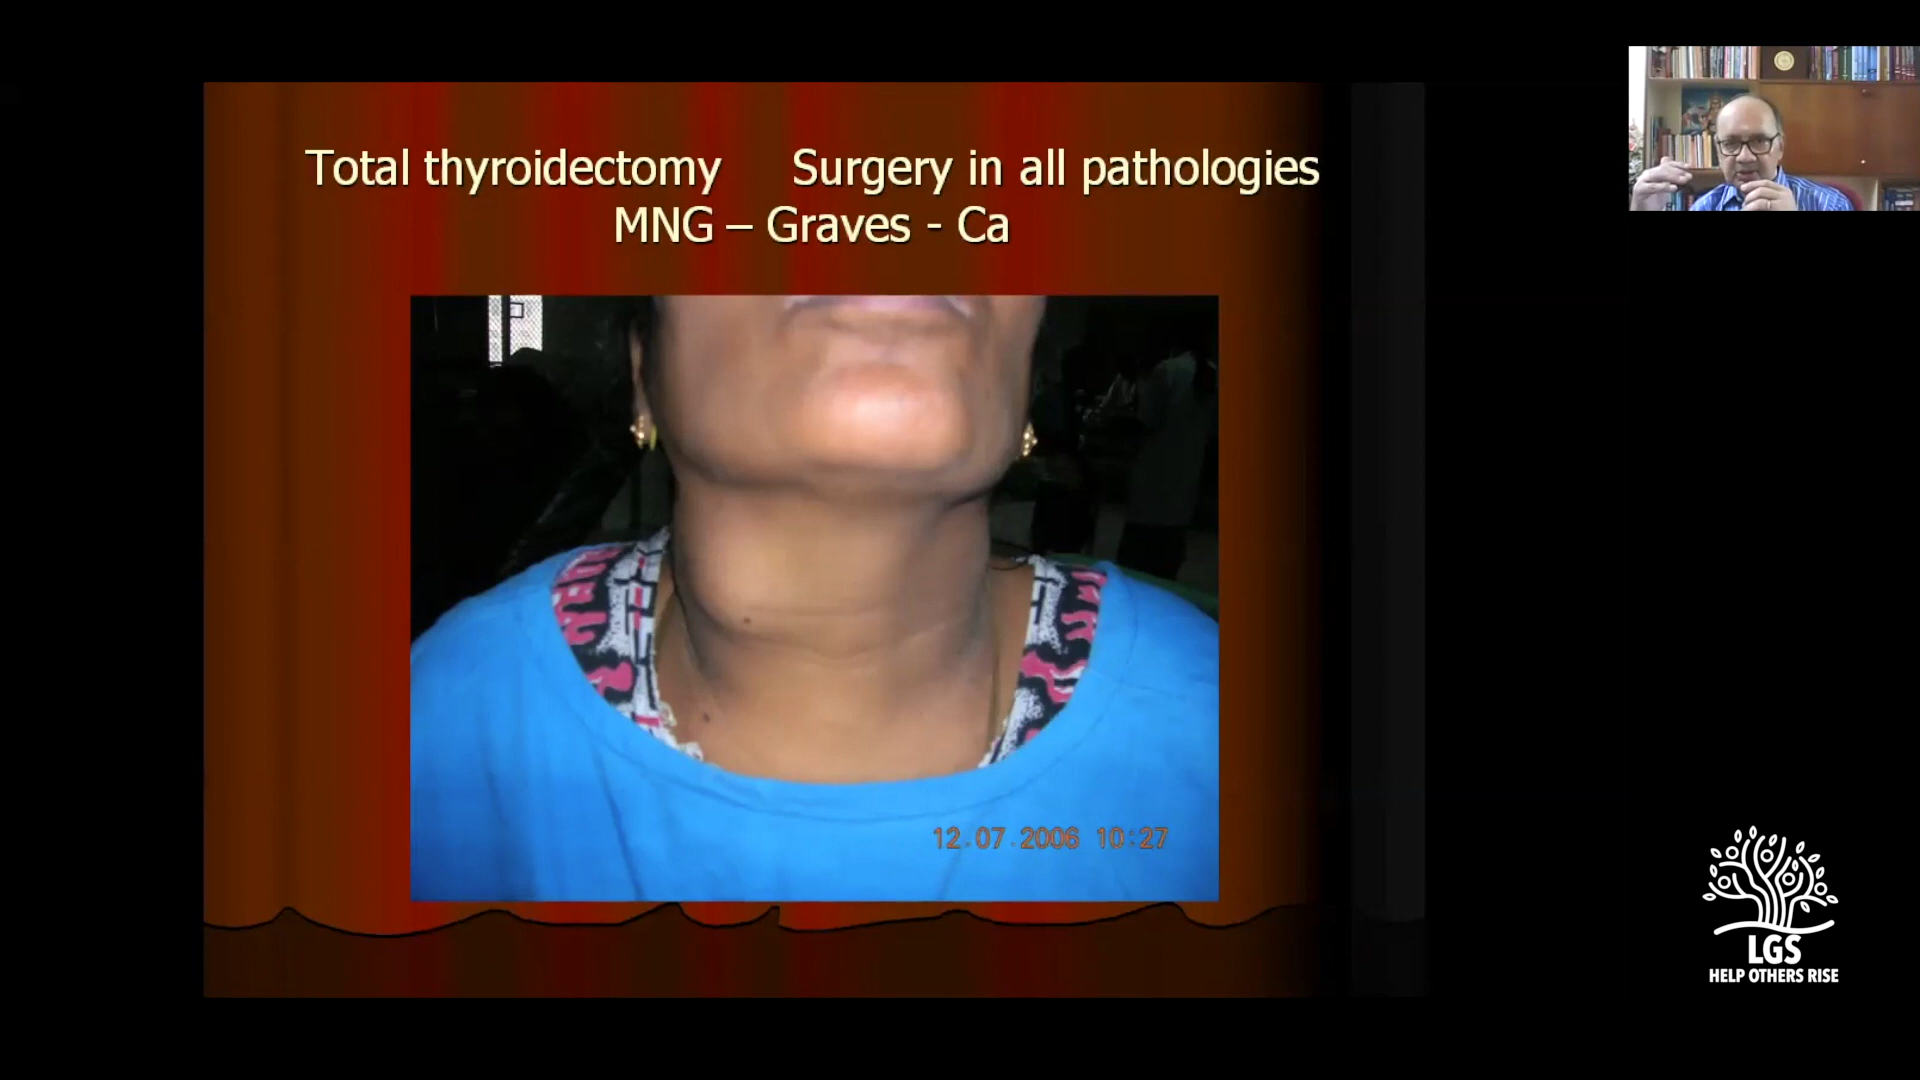 Total thyroidectomy Surgery in all pathologies
MNG – Graves - Ca
12.07.2006 10:27
LGS
HELP OTHERS RISE